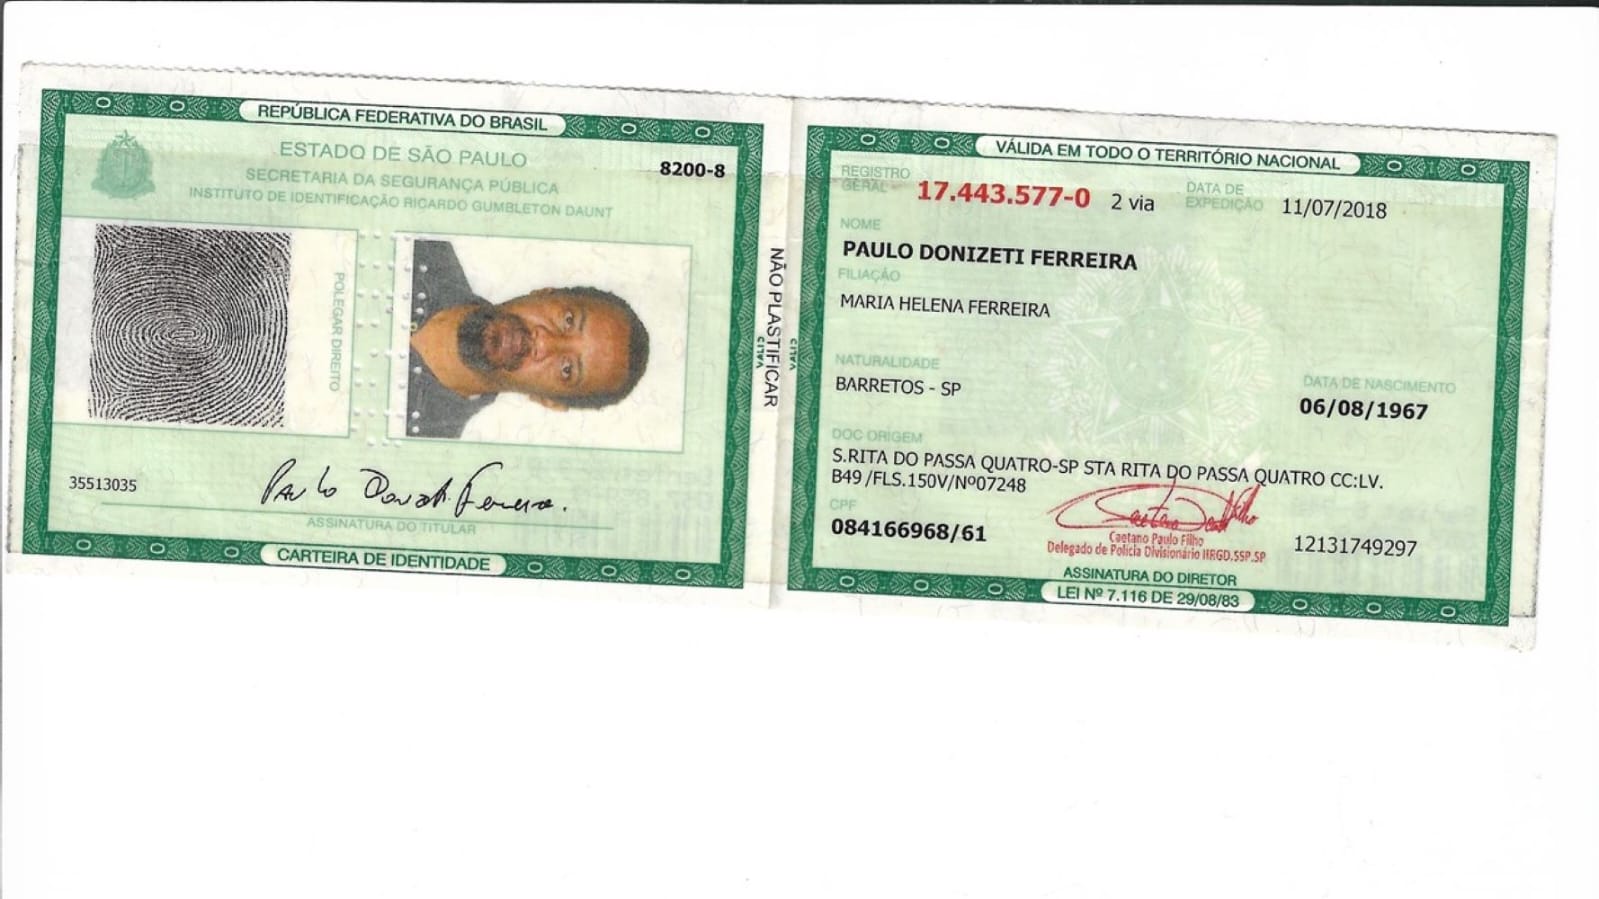 REPÚBLICA FEDERATIVA DO BRASIL
ESTADO DE SÃO PAULO
8200-8
SECRETARIA DA SEGURANÇA PÚBLICA
INSTITUTO DE IDENTIFICAÇÃO RICARDO GUMBLETON DAUNT
POLEGAR DIREITO
35513035
ASSINATURA DO TITULAR
CARTEIRA DE IDENTIDADE
NÃO PLASTIFICAR
VÁLIDA EM TODO O TERRITÓRIO NACIONAL
REGISTRO GERAL 17.443.577-0 2 via DATA DE EXPEDIÇÃO 11/07/2018
NOME
PAULO DONIZETI FERREIRA
FILIAÇÃO
MARIA HELENA FERREIRA
NATURALIDADE
BARRETOS - SP
DATA DE NASCIMENTO
06/08/1967
DOC ORIGEM
S.RITA DO PASSA QUATRO-SP STA RITA DO PASSA QUATRO CC:LV.
B49 /FLS.150V/Nº07248
CPF
084166968/61
Caetano Paulo Filho
Delegado de Polícia Divisionário IIRGD.SSP.SP
12131749297
ASSINATURA DO DIRETOR
LEI Nº 7.116 DE 29/08/83